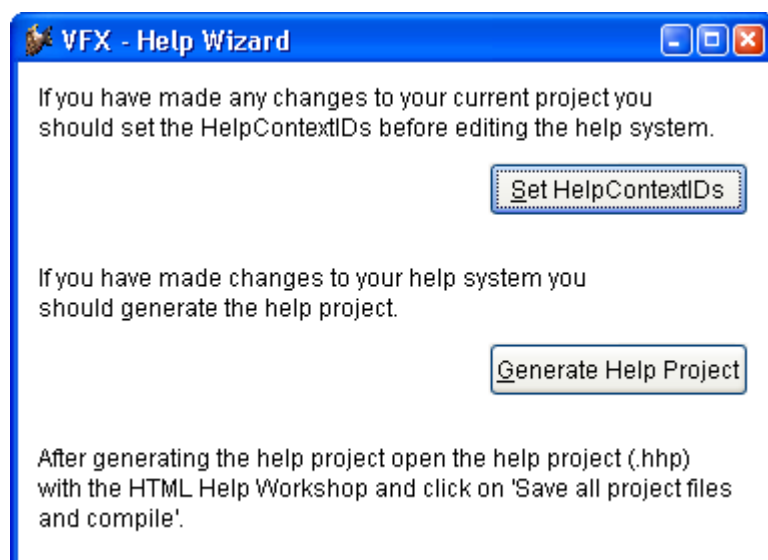 VFX - Help Wizard
If you have made any changes to your current project you
should set the HelpContextIDs before editing the help system.
Set HelpContextIDs
If you have made changes to your help system you
should generate the help project.
Generate Help Project
After generating the help project open the help project (.hhp)
with the HTML Help Workshop and click on 'Save all project files
and compile'.